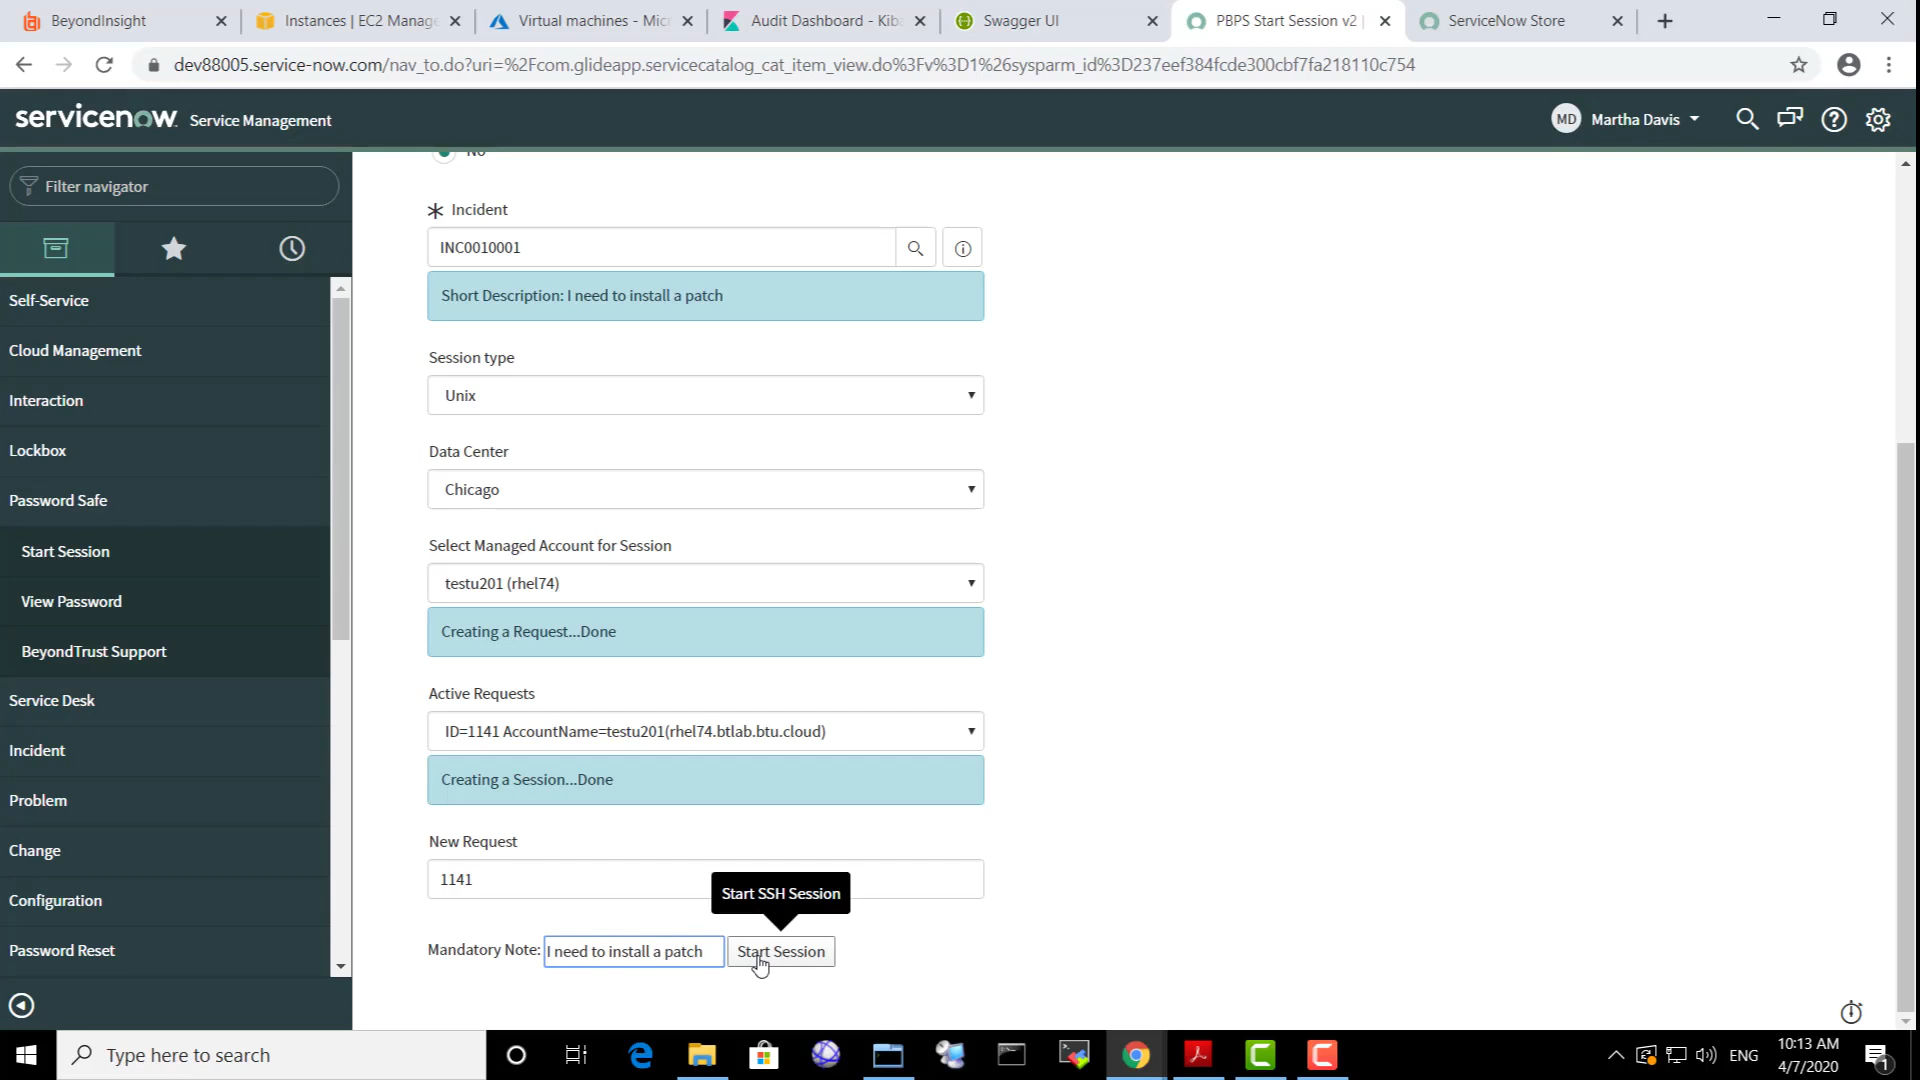 BeyondInsight
Instances | EC2 Manage
Virtual machines - Mic
Audit Dashboard - Kiba
Swagger UI
PBPS Start Session v2 |
ServiceNow Store
dev88005.service-now.com/nav_to.do?uri=%2Fcom.glideapp.servicecatalog_cat_item_view.do%3Fv%3D1%26sysparm_id%3D237eef384fcde300cbf7fa218110c754
servicenow Service Management
MD Martha Davis
Filter navigator
Self-Service
Cloud Management
Interaction
Lockbox
Password Safe
Start Session
View Password
BeyondTrust Support
Service Desk
Incident
Problem
Change
Configuration
Password Reset
No
Incident
INC0010001
Short Description: I need to install a patch
Session type
Unix
Data Center
Chicago
Select Managed Account for Session
testu201 (rhel74)
Creating a Request...Done
Active Requests
ID=1141 AccountName=testu201(rhel74.btlab.btu.cloud)
Creating a Session...Done
New Request
1141
Start SSH Session
Mandatory Note: I need to install a patch Start Session
Type here to search
ENG
10:13 AM
4/7/2020
1